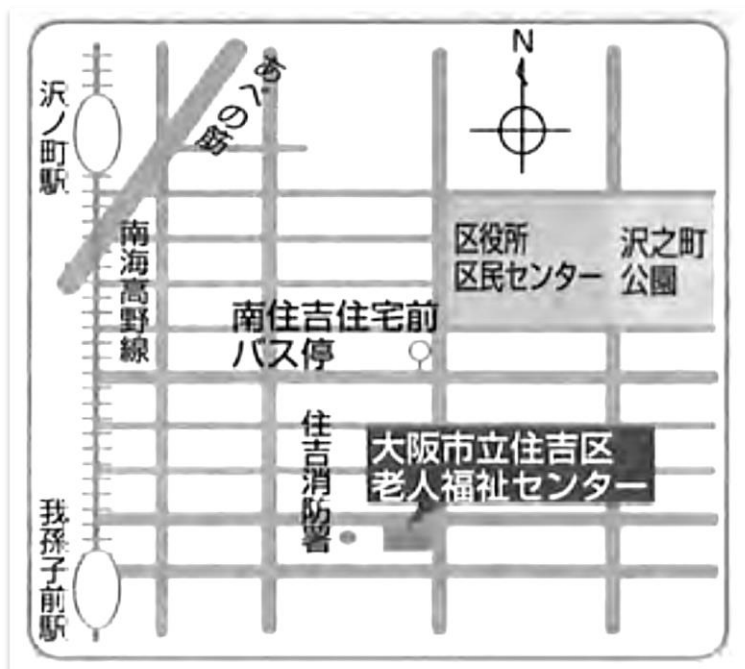 N
あべの筋
沢ノ町駅
南海高野線
区役所
区民センター
沢之町
公園
南住吉住宅前
バス停
住吉消防署
大阪市立住吉区
老人福祉センター
我孫子前駅